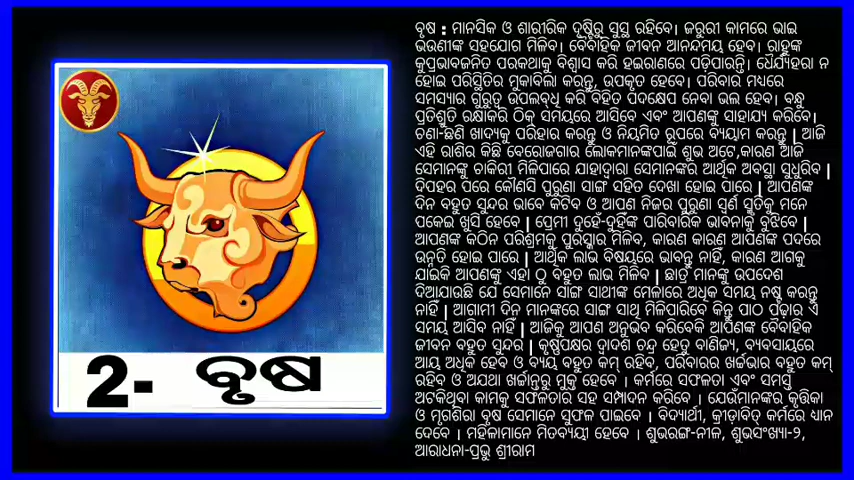 ବୃଷ : ମାନସିକ ଓ ଶାରୀରିକ ଦୃଷ୍ଟିରୁ ସୁସ୍ଥ ରହିବେ। ଜରୁରୀ କାମରେ ଭାଇ
ଭଉଣୀଙ୍କ ସହଯୋଗ ମିଳିବ। ବୈବାହିକ ଜୀବନ ଆନନ୍ଦମୟ ହେବ। ରାହୁଙ୍କ
କୁପ୍ରଭାବଜନିତ ପରକଥାକୁ ବିଶ୍ୱାସ କରି ହଇରାଣରେ ପଡ଼ିପାରନ୍ତି। ଧୈର୍ଯ୍ୟହରା ନ
ହୋଇ ପରିସ୍ଥିତିର ମୁକାବିଲା କରନ୍ତୁ, ଉପକୃତ ହେବେ। ପରିବାର ମଧ୍ୟରେ
ସମସ୍ୟାର ଗୁରୁତ୍ୱ ଉପଲବ୍ଧି କରି ବିହିତ ପଦକ୍ଷେପ ନେବା ଭଲ ହେବ। ବନ୍ଧୁ
ପ୍ରତିଶ୍ରୁତି ରକ୍ଷାକରି ଠିକ୍ ସମୟରେ ଆସିବେ ଏବଂ ଆପଣଙ୍କୁ ସାହାଯ୍ୟ କରିବେ।
ଚଣା-ଛଣି ଖାଦ୍ୟକୁ ପରିହାର କରନ୍ତୁ ଓ ନିୟମିତ ରୂପରେ ବ୍ୟାୟାମ କରନ୍ତୁ | ଆଜି
ଏହି ରାଶିର କିଛି ବେରୋଜଗାର ଲୋକମାନଙ୍କପାଇଁ ଶୁଭ ଅଟେ,କାରଣ ଆଜି
ସେମାନଙ୍କୁ ଚାକିରୀ ମିଳିପାରେ ଯାହାଦ୍ୱାରା ସେମାନଙ୍କର ଆର୍ଥିକ ଅବସ୍ଥା ସୁଧୁରିବ |
ଦିପହର ପରେ କୌଣସି ପୁରୁଣା ସାଙ୍ଗ ସହିତ ଦେଖା ହୋଇ ପାରେ | ଆପଣଙ୍କ
ଦିନ ବହୁତ ସୁନ୍ଦର ଭାବେ କଟିବ ଓ ଆପଣ ନିଜର ପୁରୁଣା ସ୍ୱର୍ଣ ସ୍ମୃତିକୁ ମନେ
ପକେଇ ଖୁସି ହେବେ | ପ୍ରେମୀ ଦୁହେଁ-ଦୁହିଁଙ୍କ ପାରିବାରିକ ଭାବନାକୁ ବୁଝିବେ |
ଆପଣଙ୍କ କଠିନ ପରିଶ୍ରମକୁ ପୁରସ୍କାର ମିଳିବ, କାରଣ କାରଣ ଆପଣଙ୍କ ପଦରେ
ଉନ୍ନତି ହୋଇ ପାରେ | ଆର୍ଥିକ ଲାଭ ବିଷୟରେ ଭାବନ୍ତୁ ନାହିଁ, କାରଣ ଆଗକୁ
ଯାଇକି ଆପଣଙ୍କୁ ଏହା ଠୁ ବହୁତ ଲାଭ ମିଳିବ | ଛାତ୍ର ମାନଙ୍କୁ ଉପଦେଶ
ଦିଆଯାଉଛି ଯେ ସେମାନେ ସାଙ୍ଗ ସାଥୀଙ୍କ ମେଳାରେ ଅଧିକ ସମୟ ନଷ୍ଟ କରନ୍ତୁ
ନାହିଁ | ଆଗାମୀ ଦିନ ମାନଙ୍କରେ ସାଙ୍ଗ ସାଥି ମିଳିପାରିବେ କିନ୍ତୁ ପାଠ ପଢ଼ାର ଏ
ସମୟ ଆସିବ ନାହିଁ | ଆଜିକୁ ଆପଣ ଅନୁଭବ କରିବେକି ଆପଣଙ୍କ ବୈବାହିକ
ଜୀବନ ବହୁତ ସୁନ୍ଦର | କୃଷ୍ଣପକ୍ଷର ଦ୍ୱାଦଶ ଚନ୍ଦ୍ର ହେତୁ ବାଣିଜ୍ୟ, ବ୍ୟବସାୟରେ
ଆୟ ଅଧିକ ହେବ ଓ ବ୍ୟୟ ବହୁତ କମ୍ ରହିବ, ପରିବାରର ଖର୍ଚ୍ଚଭାର ବହୁତ କମ୍
ରହିବ ଓ ଅଯଥା ଖର୍ଚ୍ଚାନ୍ତରୁ ମୁକ୍ତ ହେବେ । କର୍ମରେ ସଫଳତା ଏବଂ ସମସ୍ତ
ଅଟକିଥିବା କାମକୁ ସଫଳତାର ସହ ସମ୍ପାଦନ କରିବେ । ଯେଉଁମାନଙ୍କର କୃତ୍ତିକା
ଓ ମୃଗଶିରା ବୃଷ ସେମାନେ ସୁଫଳ ପାଇବେ । ବିଦ୍ୟାର୍ଥୀ, କ୍ରୀଡ଼ାବିତ୍ କର୍ମରେ ଧ୍ୟାନ
ଦେବେ । ମହିଳାମାନେ ମିତବ୍ୟୟୀ ହେବେ । ଶୁଭରଙ୍ଗ-ନୀଳ, ଶୁଭସଂଖ୍ୟା-୨,
ଆରାଧନା-ପ୍ରଭୁ ଶ୍ରୀରାମ
2- ବୃଷ